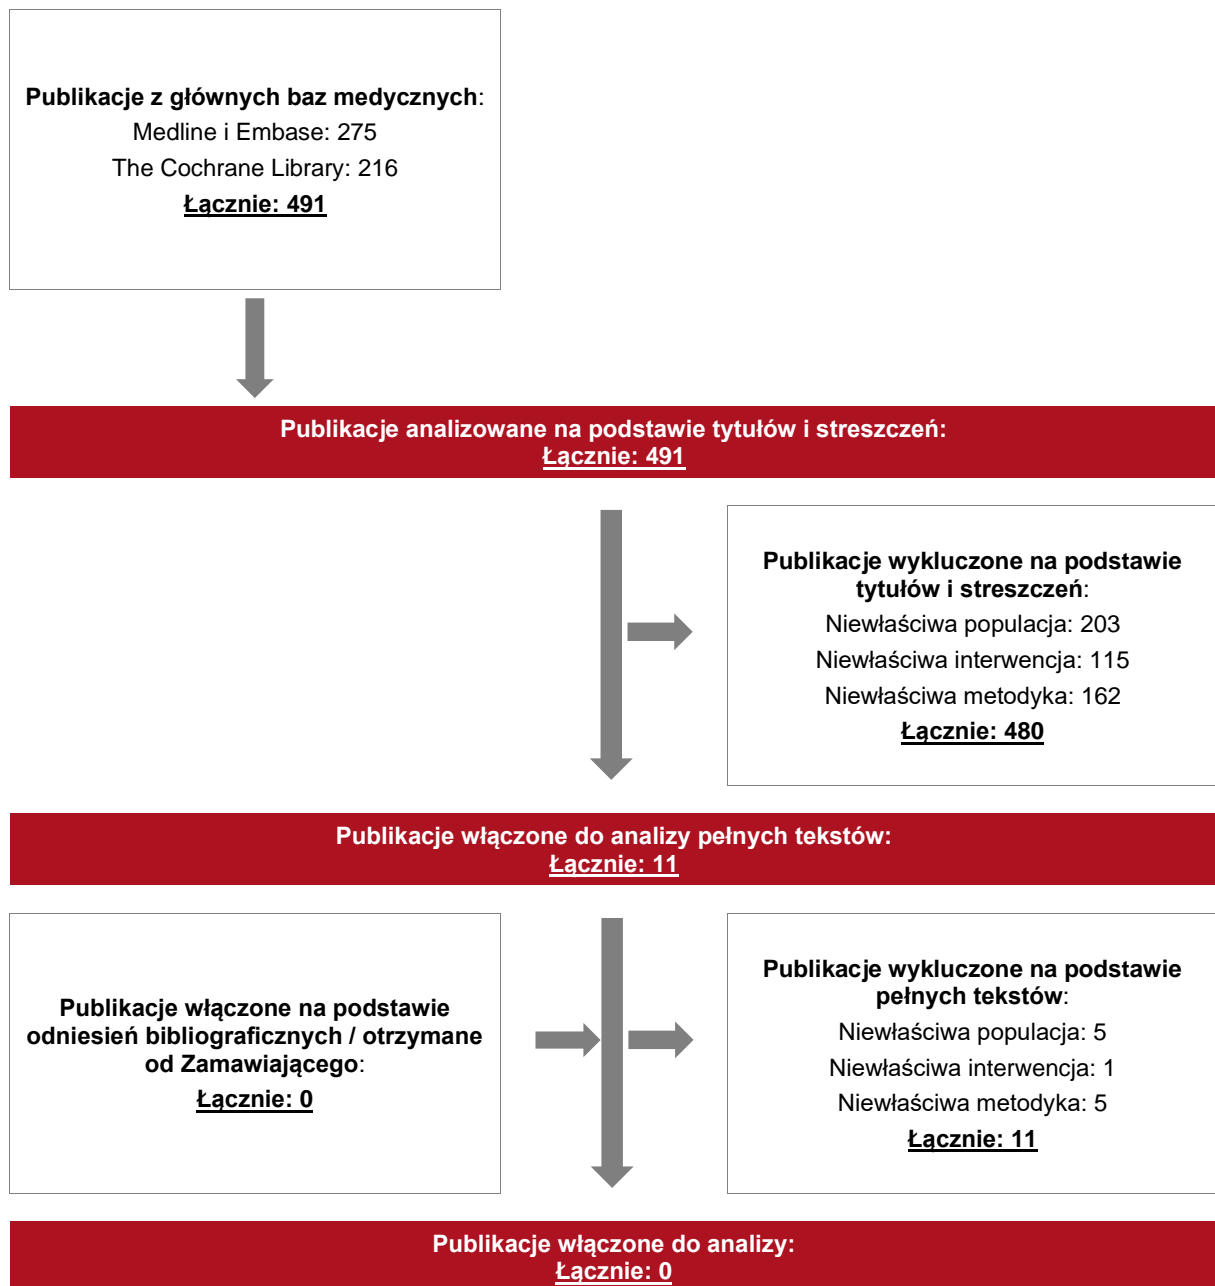 Publikacje z głównych baz medycznych:
Medline i Embase: 275
The Cochrane Library: 216
Łącznie: 491
Publikacje analizowane na podstawie tytułów i streszczeń:
Łącznie: 491
Publikacje wykluczone na podstawie
tytułów i streszczeń:
Niewłaściwa populacja: 203
Niewłaściwa interwencja: 115
Niewłaściwa metodyka: 162
Łącznie: 480
Publikacje włączone do analizy pełnych tekstów:
Łącznie: 11
Publikacje włączone na podstawie
odniesień bibliograficznych / otrzymane
od Zamawiającego:
Łącznie: 0
Publikacje wykluczone na podstawie
pełnych tekstów:
Niewłaściwa populacja: 5
Niewłaściwa interwencja: 1
Niewłaściwa metodyka: 5
Łącznie: 11
Publikacje włączone do analizy:
Łącznie: 0